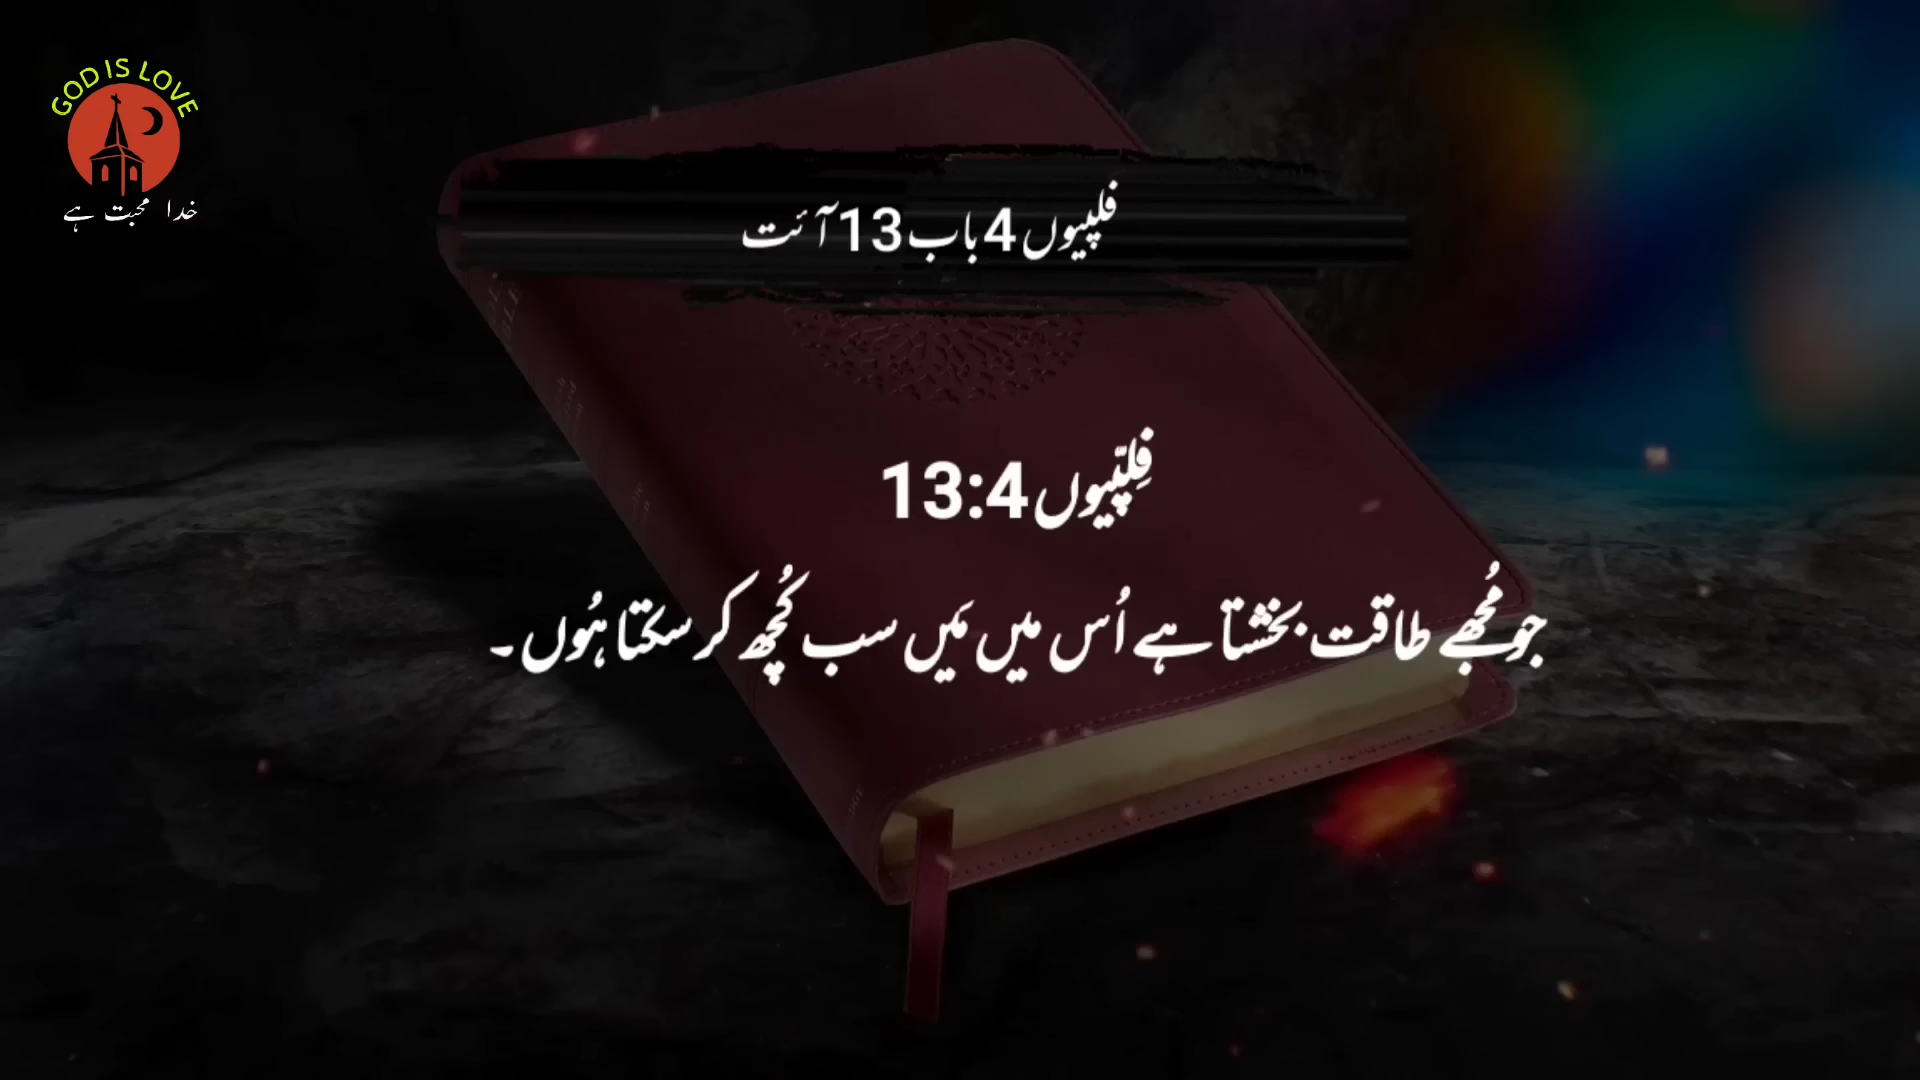 GOD IS LOVE
خدا محبت ہے
فلپیوں 4 باب 13 آئت
فِلِپّیوں 13:4
جو مُجھے طاقت بخشتا ہے اُس میں مَیں سب کُچھ کر سکتا ہُوں۔